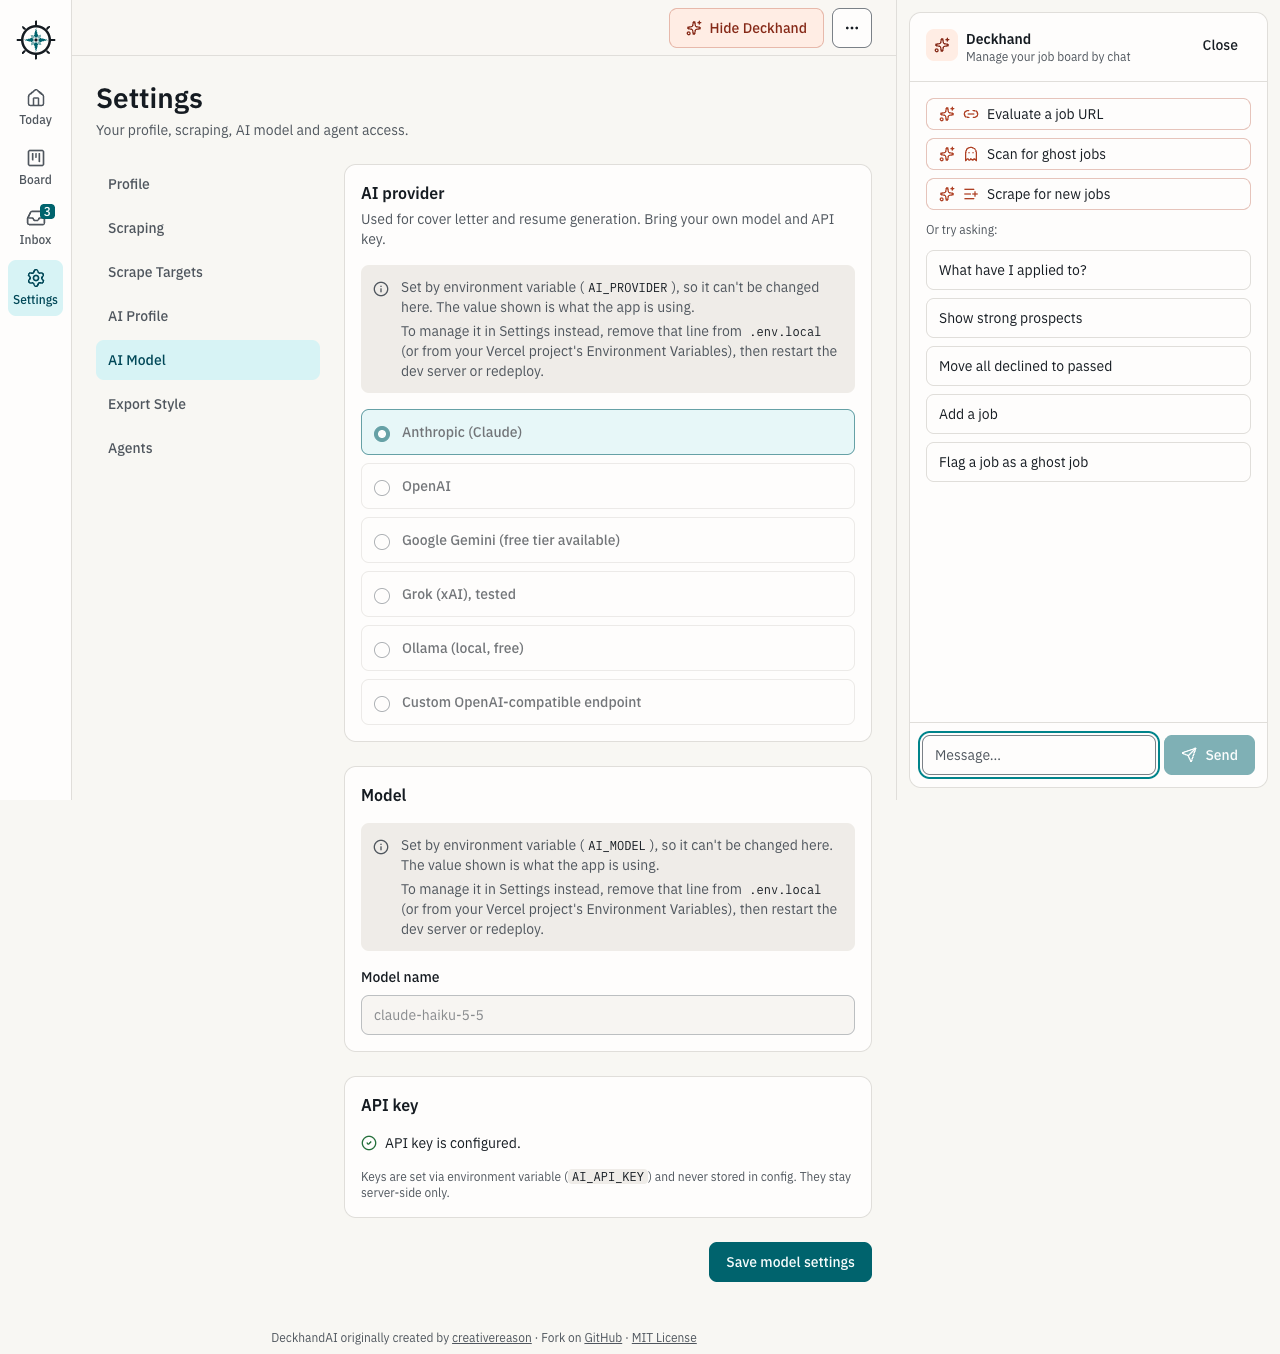 Today
Board
3
Inbox
Settings
Hide Deckhand
...
Settings
Your profile, scraping, AI model and agent access.
Profile
Scraping
Scrape Targets
AI Profile
AI Model
Export Style
Agents
AI provider
Used for cover letter and resume generation. Bring your own model and API
key.
Set by environment variable ( AI_PROVIDER ), so it can't be changed
here. The value shown is what the app is using.
To manage it in Settings instead, remove that line from .env.local
(or from your Vercel project's Environment Variables), then restart the
dev server or redeploy.
Anthropic (Claude)
OpenAI
Google Gemini (free tier available)
Grok (xAI), tested
Ollama (local, free)
Custom OpenAI-compatible endpoint
Model
Set by environment variable ( AI_MODEL ), so it can't be changed here.
The value shown is what the app is using.
To manage it in Settings instead, remove that line from .env.local
(or from your Vercel project's Environment Variables), then restart the
dev server or redeploy.
Model name
claude-haiku-5-5
API key
API key is configured.
Keys are set via environment variable ( AI_API_KEY ) and never stored in config. They stay
server-side only.
Save model settings
DeckhandAI originally created by creativereason · Fork on GitHub · MIT License
Deckhand
Manage your job board by chat
Close
Evaluate a job URL
Scan for ghost jobs
Scrape for new jobs
Or try asking:
What have I applied to?
Show strong prospects
Move all declined to passed
Add a job
Flag a job as a ghost job
Message...
Send